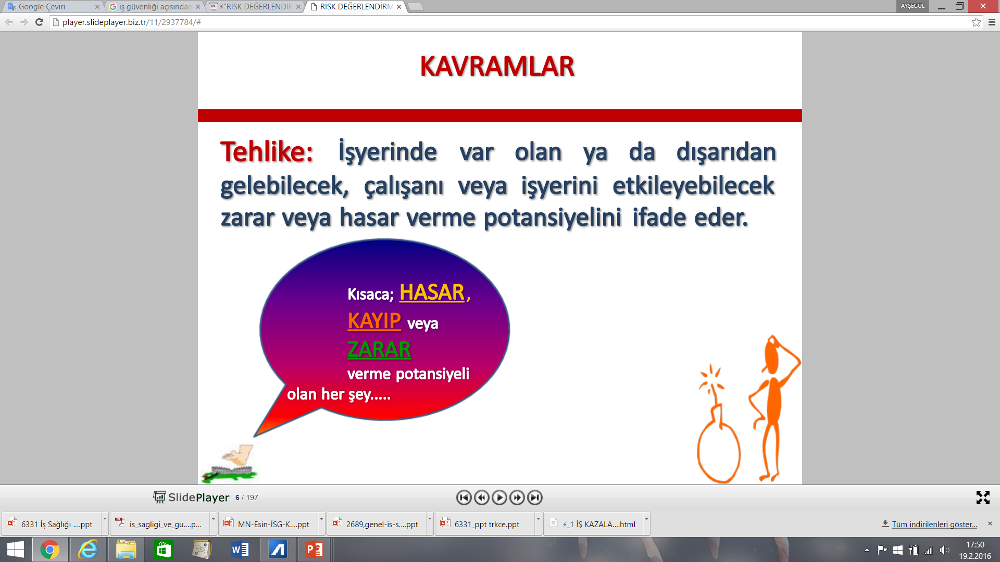 Google Çeviri
iş güvenliği açısından
⚡"RİSK DEĞERLENDİR
RİSK DEĞERLENDİRM
AYŞEGÜL
player.slideplayer.biz.tr/11/2937784/#
KAVRAMLAR
Tehlike: İşyerinde var olan ya da dışarıdan
gelebilecek, çalışanı veya işyerini etkileyebilecek
zarar veya hasar verme potansiyelini ifade eder.
Kısaca; HASAR,
KAYIP veya
ZARAR
verme potansiyeli
olan her şey.....
SlidePlayer 6 / 197
6331 İş Sağlığı ....ppt
is_sagligi_ve_gu....p...
MN-Esin-İSG-K....ppt
2689,genel-is-s....ppt
6331_ppt trkce.ppt
⚡_1 İŞ KAZALA....html
Tüm indirilenleri göster...
17:50
19.2.2016